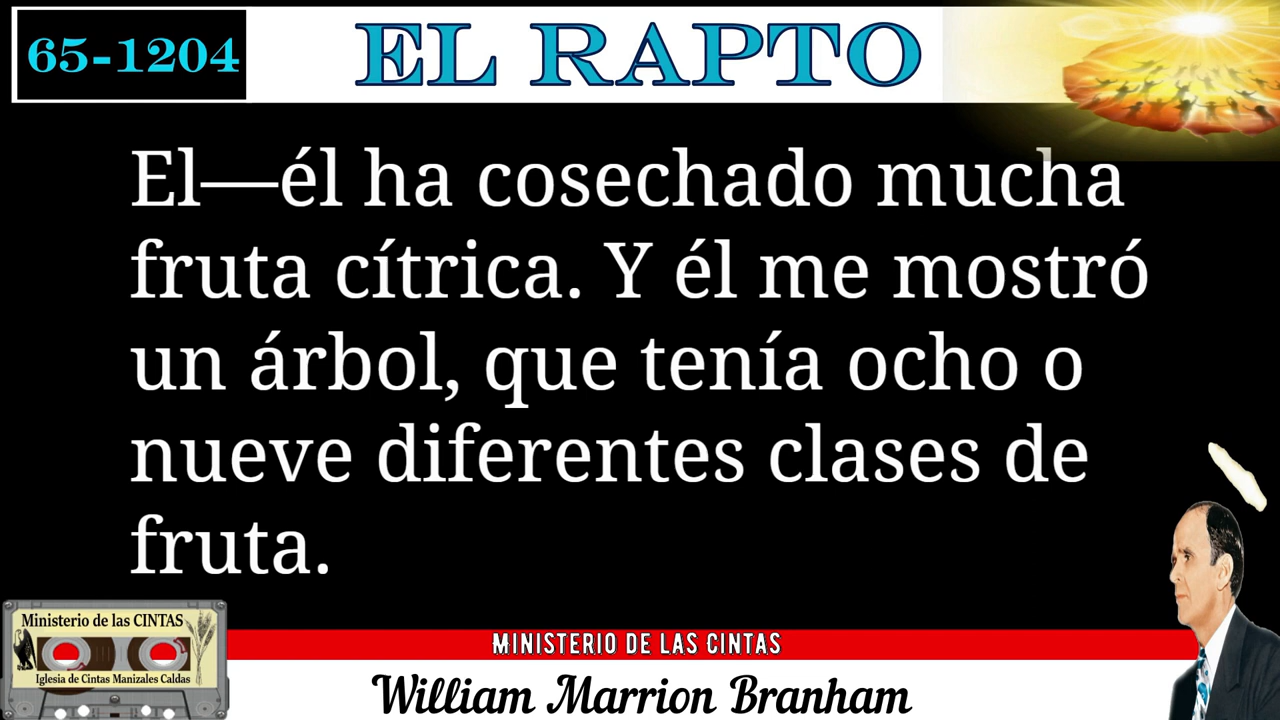 65-1204
EL RAPTO
El—él ha cosechado mucha
fruta cítrica. Y él me mostró
un árbol, que tenía ocho o
nueve diferentes clases de
fruta.
Ministerio de las CINTAS
Iglesia de Cintas Manizales Caldas
MINISTERIO DE LAS CINTAS
William Marrion Branham